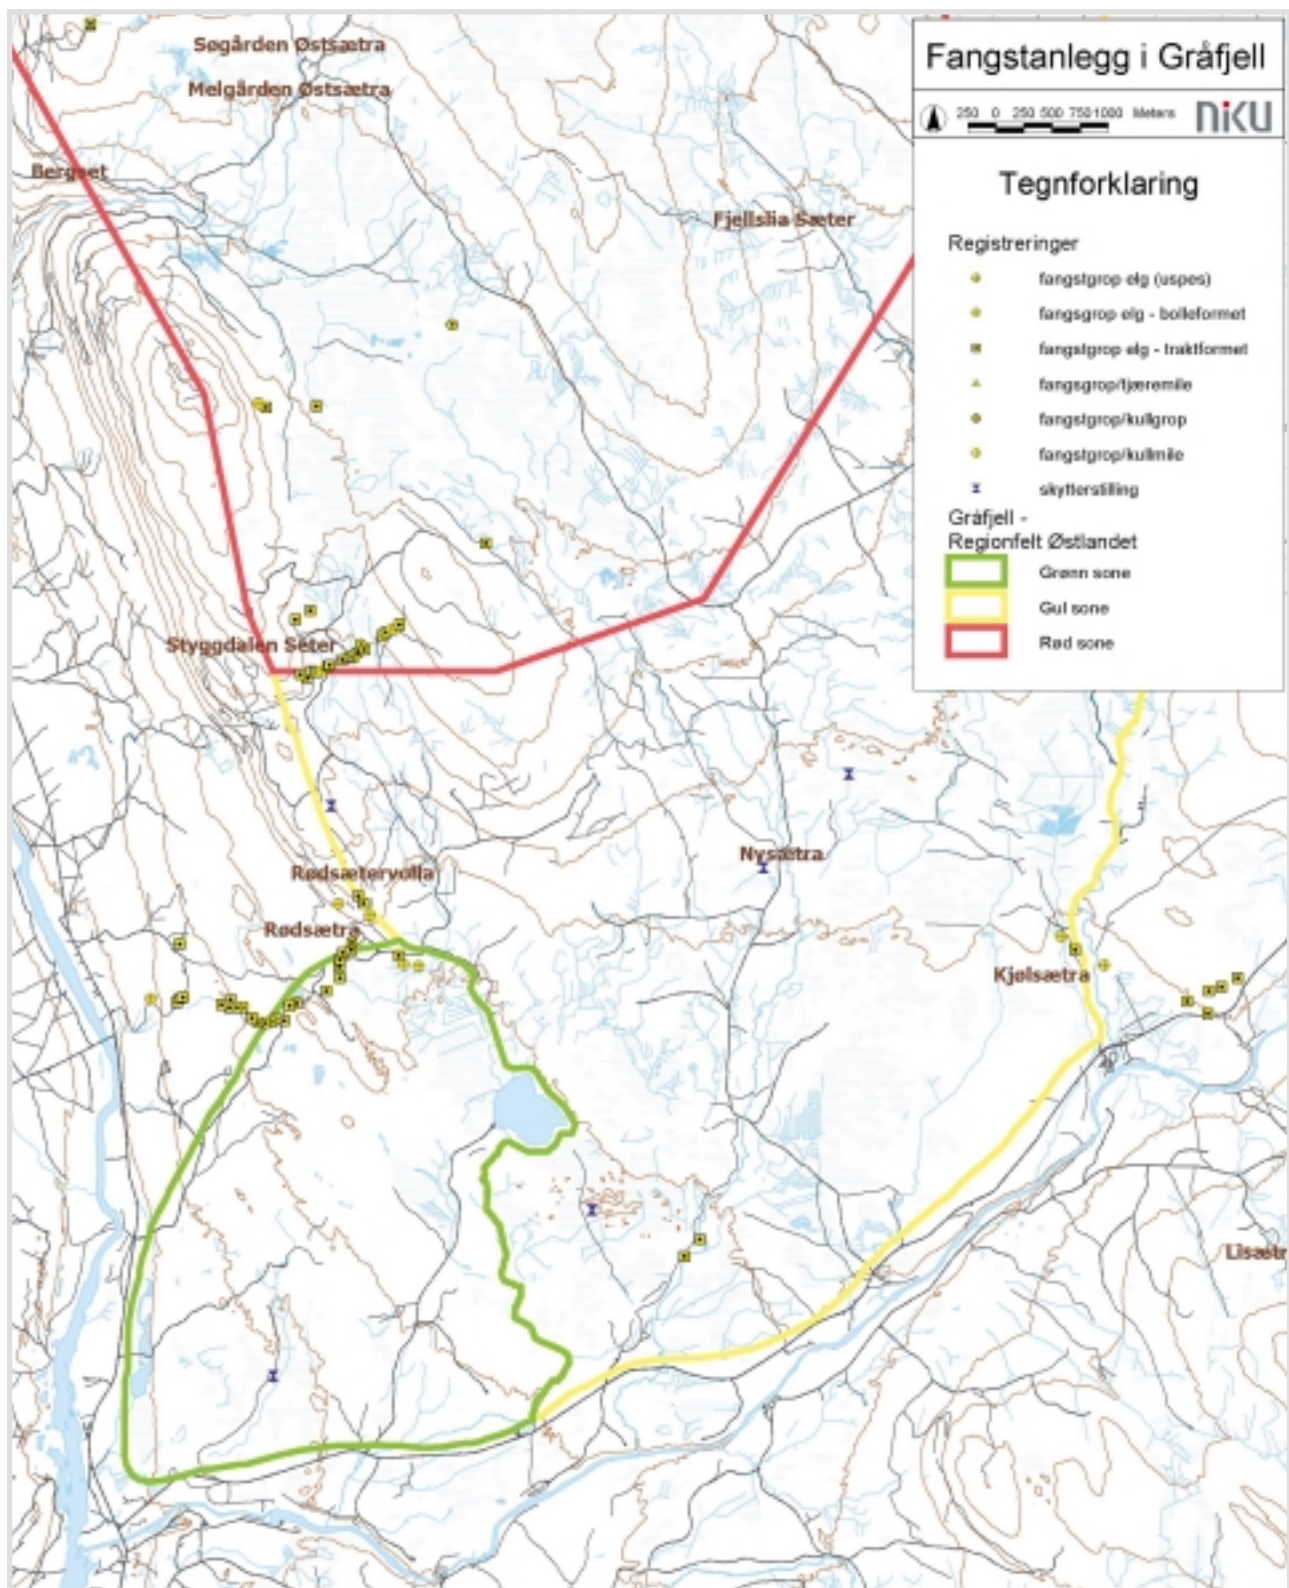 Fangstanlegg i Gråfjell
250 0 250 500 750 1000 Meters
NIKU
Tegnforklaring
Registreringer
fangstgrop elg (uspes)
fangsgrop elg - bolleformet
fangstgrop elg - traktformet
fangsgrop/tjæremile
fangstgrop/kullgrop
fangstgrop/kullmile
skytterstilling
Gråfjell -
Regionfelt Østlandet
Grønn sone
Gul sone
Rød sone
Søgården Østsætra
Melgården Østsætra
Bergset
Fjellslia Sæter
Styggdalen Seter
Rødsætervolla
Nysætra
Rødsætra
Kjølsætra
Lisætr